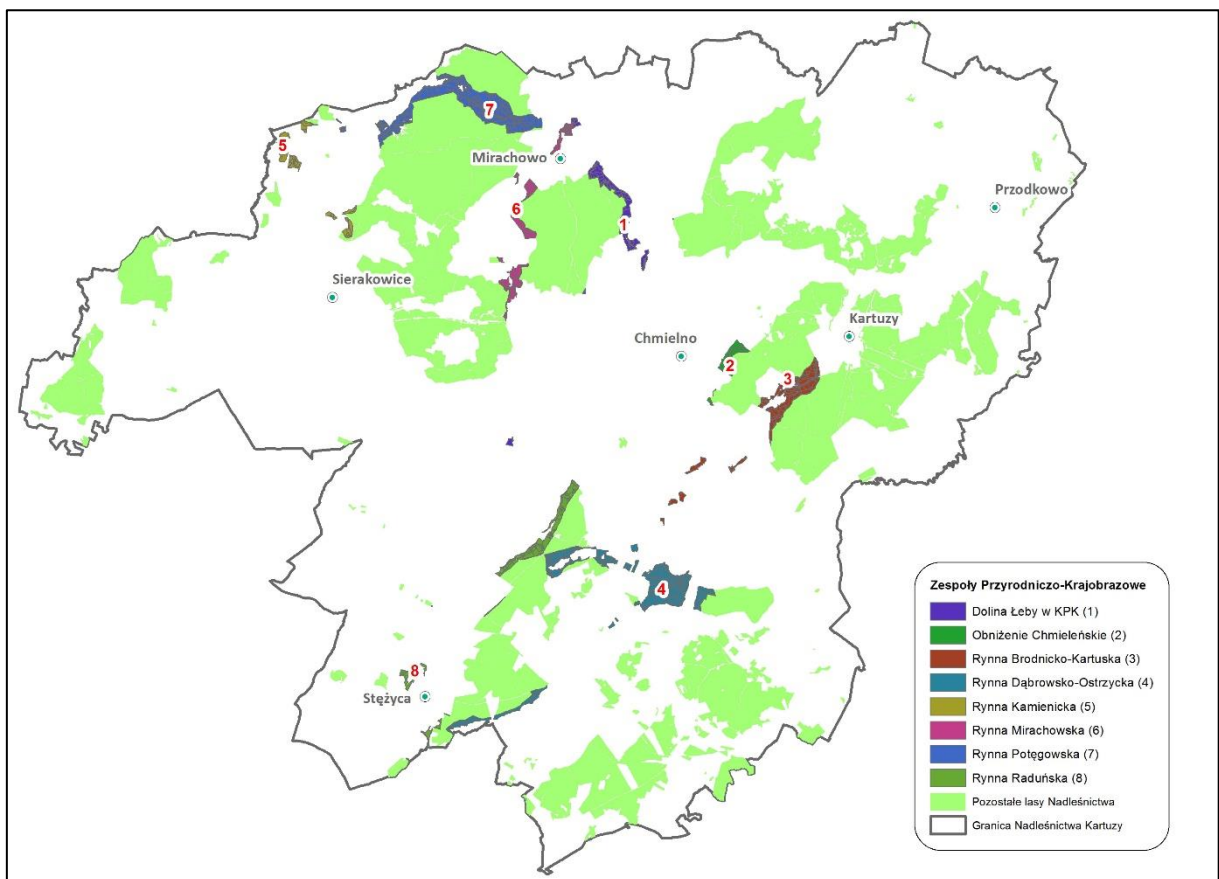 7
5
Mirachowo
Przodkowo
6
1
Sierakowice
Kartuzy
Chmielno
2
3
4
8
Stężyca
Zespoły Przyrodniczo-Krajobrazowe
Dolina Łeby w KPK (1)
Obniżenie Chmieleńskie (2)
Rynna Brodnicko-Kartuska (3)
Rynna Dąbrowsko-Ostrzycka (4)
Rynna Kamienicka (5)
Rynna Mirachowska (6)
Rynna Potęgowska (7)
Rynna Raduńska (8)
Pozostałe lasy Nadleśnictwa
Granica Nadleśnictwa Kartuzy